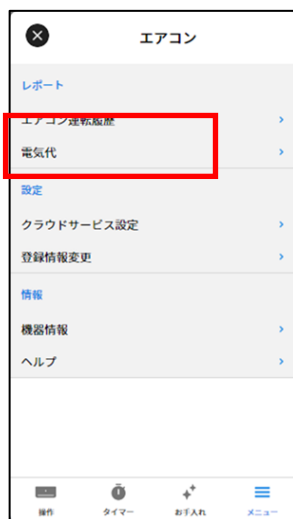 エアコン
レポート
エアコン運転履歴
電気代
設定
クラウドサービス設定
登録情報変更
情報
機器情報
ヘルプ
操作
タイマー
お手入れ
メニュー